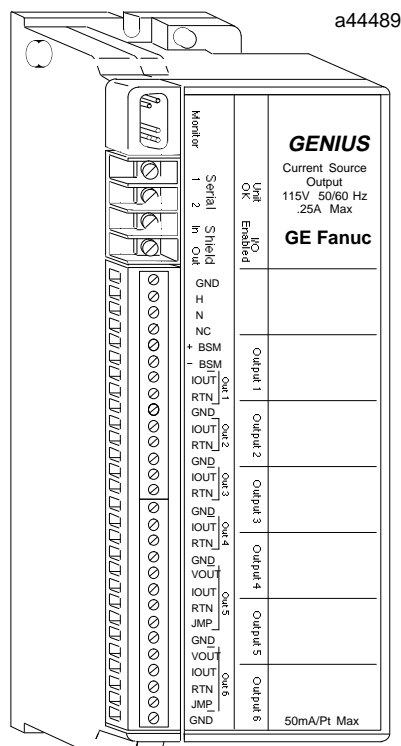 a44489
Monitor
Serial
1 2
Shield
In Out
Unit
OK
I/O
Enabled
GENIUS
Current Source
Output
115V 50/60 Hz
.25A Max
GE Fanuc
GND
H
N
NC
+ BSM
− BSM
IOUT
RTN
Out 1
GND
IOUT
RTN
Out 2
GND
IOUT
RTN
Out 3
GND
IOUT
RTN
Out 4
GND
VOUT
IOUT
RTN
JMP
Out 5
GND
VOUT
IOUT
RTN
JMP
Out 6
GND
Output 1
Output 2
Output 3
Output 4
Output 5
Output 6
50mA/Pt Max